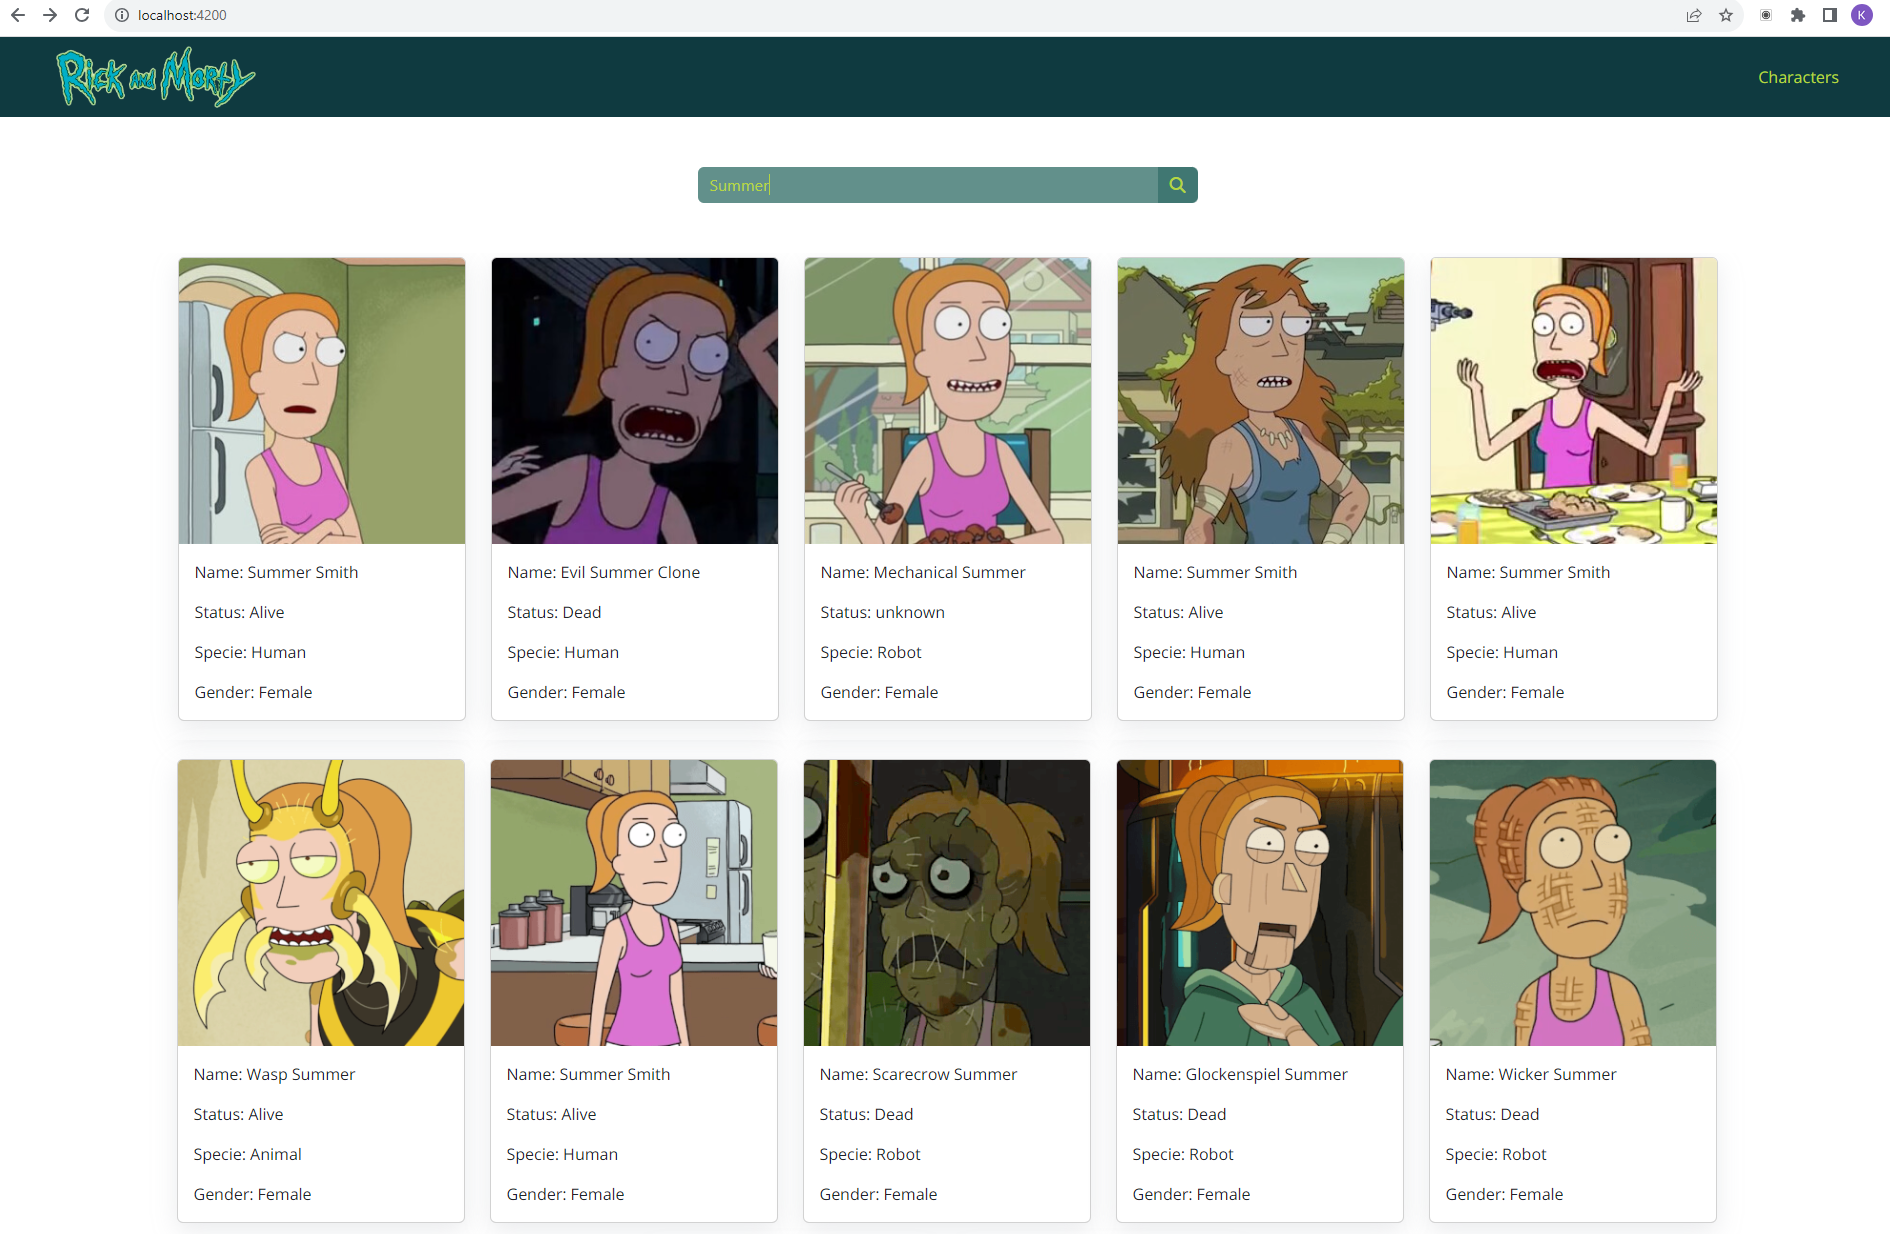 localhost:4200
K
Rick and Morty
Characters
Summer
Name: Summer Smith
Status: Alive
Specie: Human
Gender: Female
Name: Evil Summer Clone
Status: Dead
Specie: Human
Gender: Female
Name: Mechanical Summer
Status: unknown
Specie: Robot
Gender: Female
Name: Summer Smith
Status: Alive
Specie: Human
Gender: Female
Name: Summer Smith
Status: Alive
Specie: Human
Gender: Female
Name: Wasp Summer
Status: Alive
Specie: Animal
Gender: Female
Name: Summer Smith
Status: Alive
Specie: Human
Gender: Female
Name: Scarecrow Summer
Status: Dead
Specie: Robot
Gender: Female
Name: Glockenspiel Summer
Status: Dead
Specie: Robot
Gender: Female
Name: Wicker Summer
Status: Dead
Specie: Robot
Gender: Female